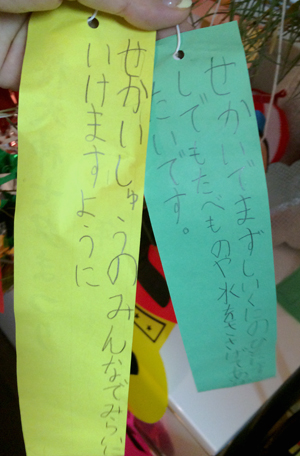 せかいじゅうのみんなでみらい
いけますように
せかいでまずしいくにの
しでもたべものや水を
たいです。